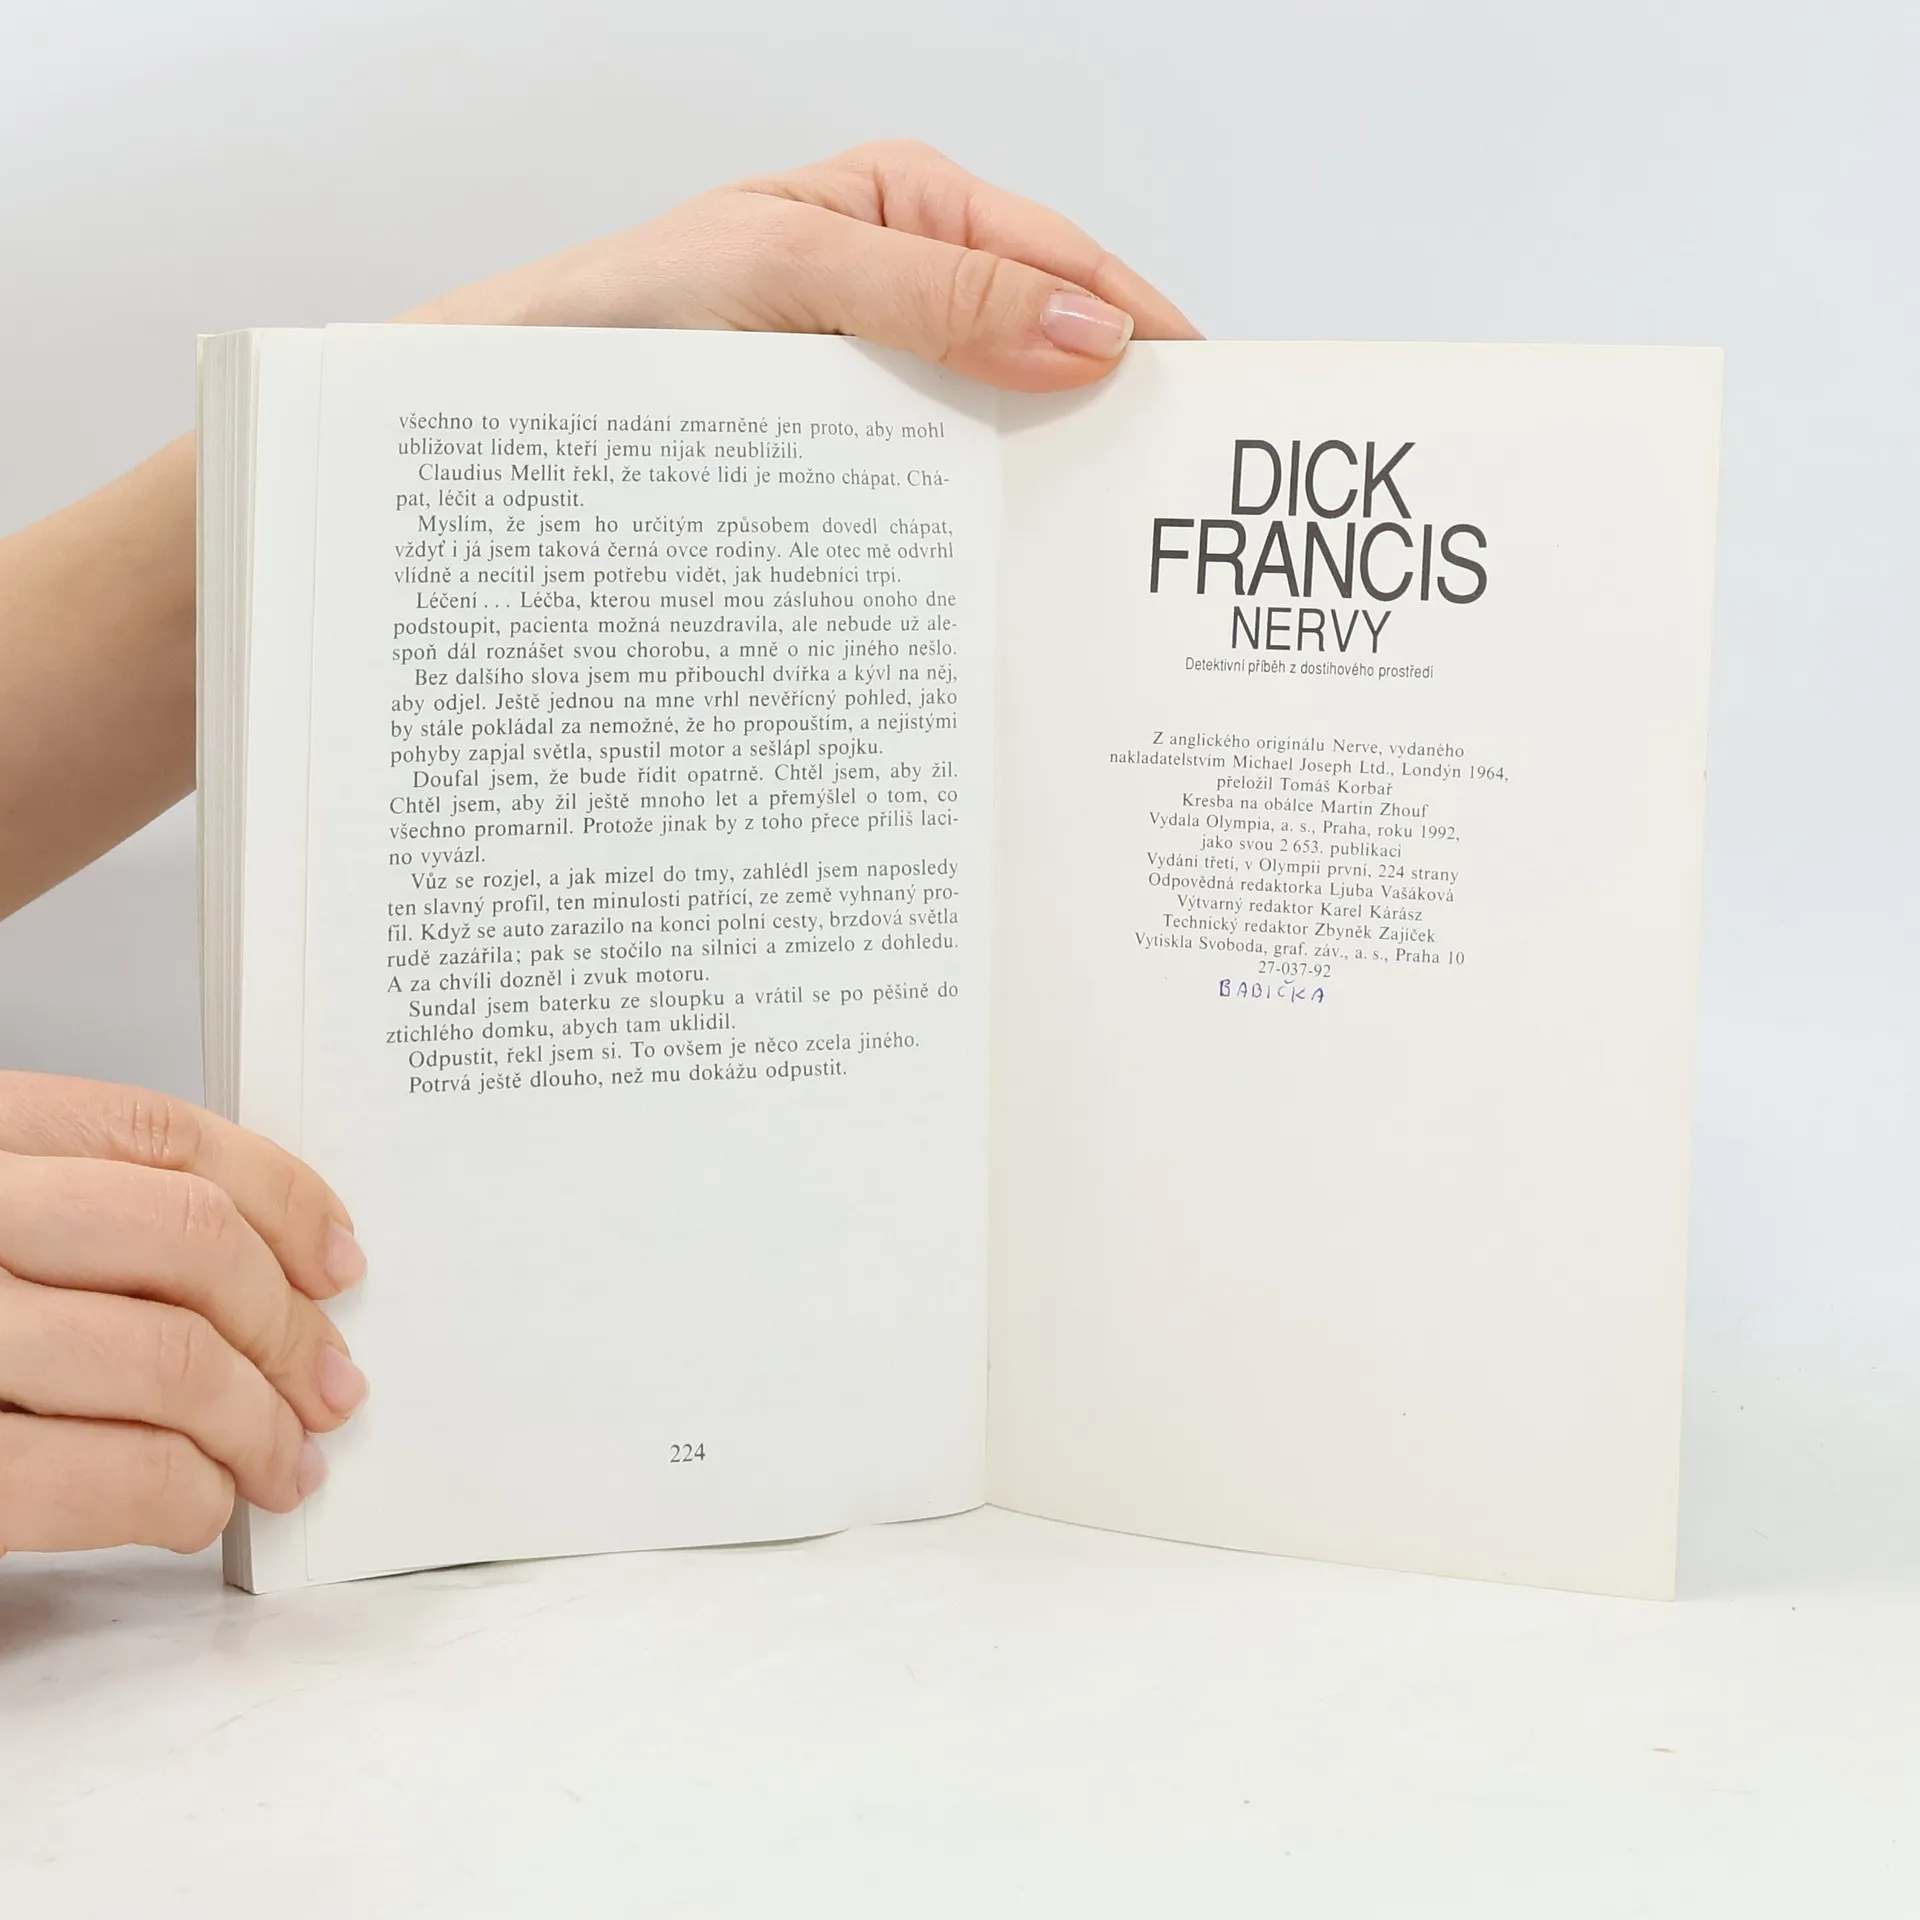 všechno to vynikající nadání zmarněné jen proto, aby mohl
ubližovat lidem, kteří jemu nijak neublížili.
Claudius Mellit řekl, že takové lidi je možno chápat. Chá-
pat, léčit a odpustit.
Myslím, že jsem ho určitým způsobem dovedl chápat,
vždyť i já jsem taková černá ovce rodiny. Ale otec mě odvrhl
vlídně a necítil jsem potřebu vidět, jak hudebníci trpí.
Léčení... Léčba, kterou musel mou zásluhou onoho dne
podstoupit, pacienta možná neuzdravila, ale nebude už ale-
spoň dál roznášet svou chorobu, a mně o nic jiného nešlo.
Bez dalšího slova jsem mu přibouchl dvířka a kývl na něj,
aby odjel. Ještě jednou na mne vrhl nevěřícný pohled, jako
by stále pokládal za nemožné, že ho propouštím, a nejistými
pohyby zapjal světla, spustil motor a sešlápl spojku.
Doufal jsem, že bude řídit opatrně. Chtěl jsem, aby žil.
Chtěl jsem, aby žil ještě mnoho let a přemýšlel o tom, co
všechno promarnil. Protože jinak by z toho přece příliš laci-
no vyvázl.
Vůz se rozjel, a jak mizel do tmy, zahlédl jsem naposledy
ten slavný profil, ten minulosti patřící, ze země vyhnaný pro-
fil. Když se auto zarazilo na konci polní cesty, brzdová světla
rudě zazářila; pak se stočilo na silnici a zmizelo z dohledu.
A za chvíli dozněl i zvuk motoru.
Sundal jsem baterku ze sloupku a vrátil se po pěšině do
ztichlého domku, abych tam uklidil.
Odpustit, řekl jsem si. To ovšem je něco zcela jiného.
Potrvá ještě dlouho, než mu dokážu odpustit.
224
DICK
FRANCIS
NERVY
Detektivní příběh z dostihového prostředí
Z anglického originálu Nerve, vydaného
nakladatelstvím Michael Joseph Ltd., Londýn 1964,
přeložil Tomáš Korbař
Kresba na obálce Martin Zhouf
Vydala Olympia, a. s., Praha, roku 1992,
jako svou 2 653. publikaci
Vydání třetí, v Olympii první, 224 strany
Odpovědná redaktorka Ljuba Vašáková
Výtvarný redaktor Karel Kárász
Technický redaktor Zbyněk Zajíček
Vytiskla Svoboda, graf. záv., a. s., Praha 10
27-037-92
BABIČKA